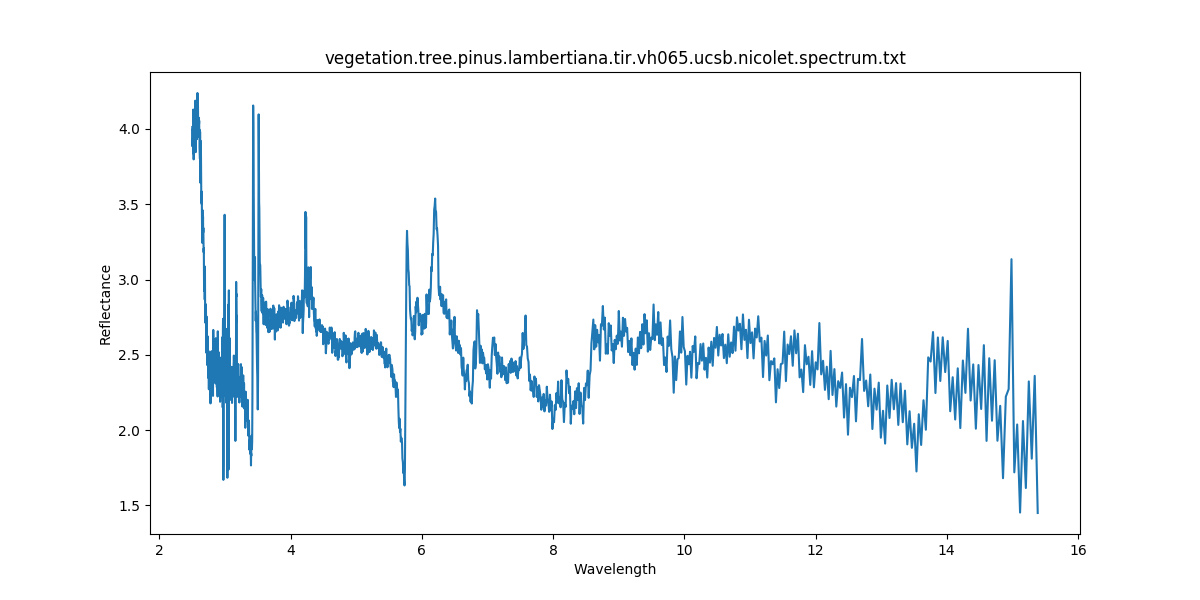 vegetation.tree.pinus.lambertiana.tir.vh065.ucsb.nicolet.spectrum.txt
4.0
3.5
3.0
2.5
2.0
1.5
Reflectance
2 4 6 8 10 12 14 16
Wavelength